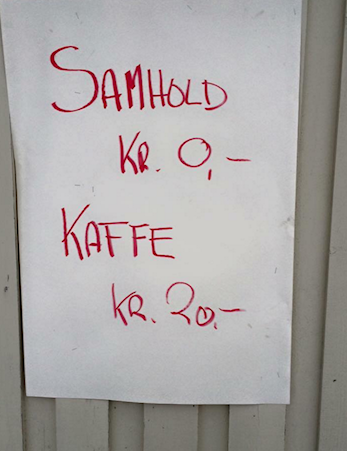 SAMHOLD
KR. 0,-
KAFFE
KR. 20,-